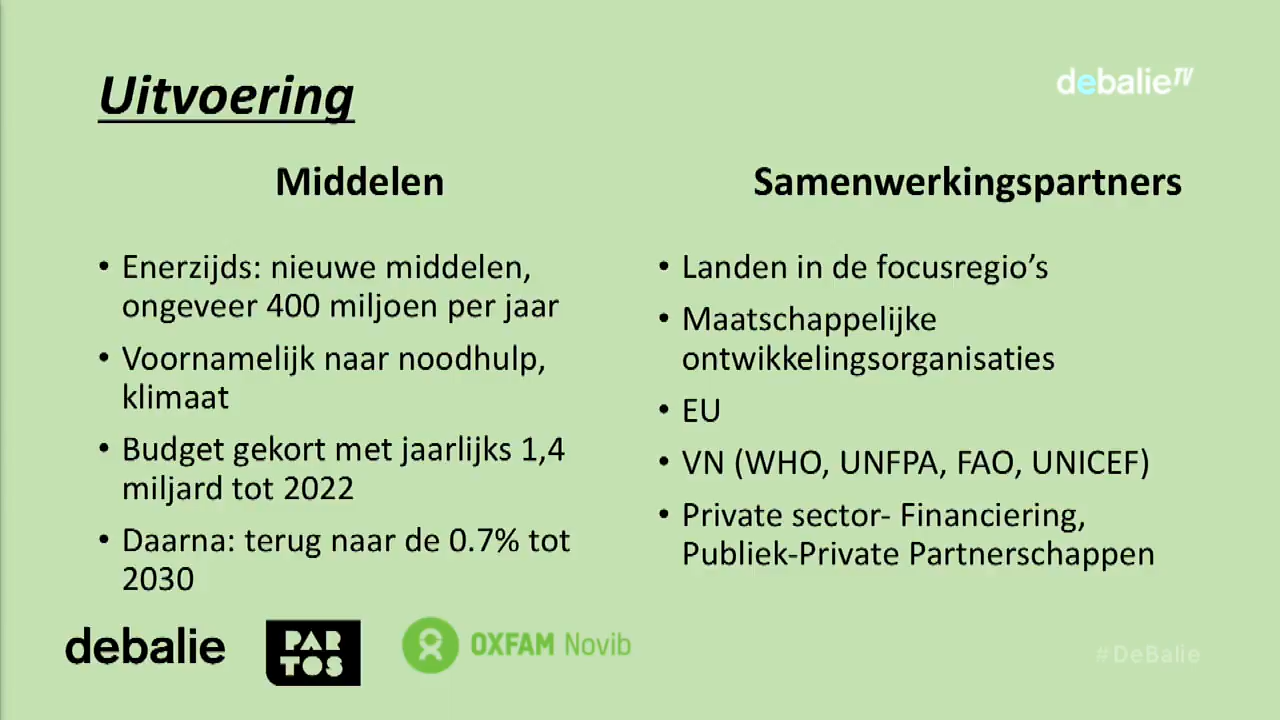 Uitvoering
debalieTV
Middelen
• Enerzijds: nieuwe middelen,
ongeveer 400 miljoen per jaar
• Voornamelijk naar noodhulp,
klimaat
• Budget gekort met jaarlijks 1,4
miljard tot 2022
• Daarna: terug naar de 0.7% tot
2030
Samenwerkingspartners
• Landen in de focusregio’s
• Maatschappelijke
ontwikkelingsorganisaties
• EU
• VN (WHO, UNFPA, FAO, UNICEF)
• Private sector- Financiering,
Publiek-Private Partnerschappen
debalie
PAR
TOS
OXFAM Novib
#DeBalie